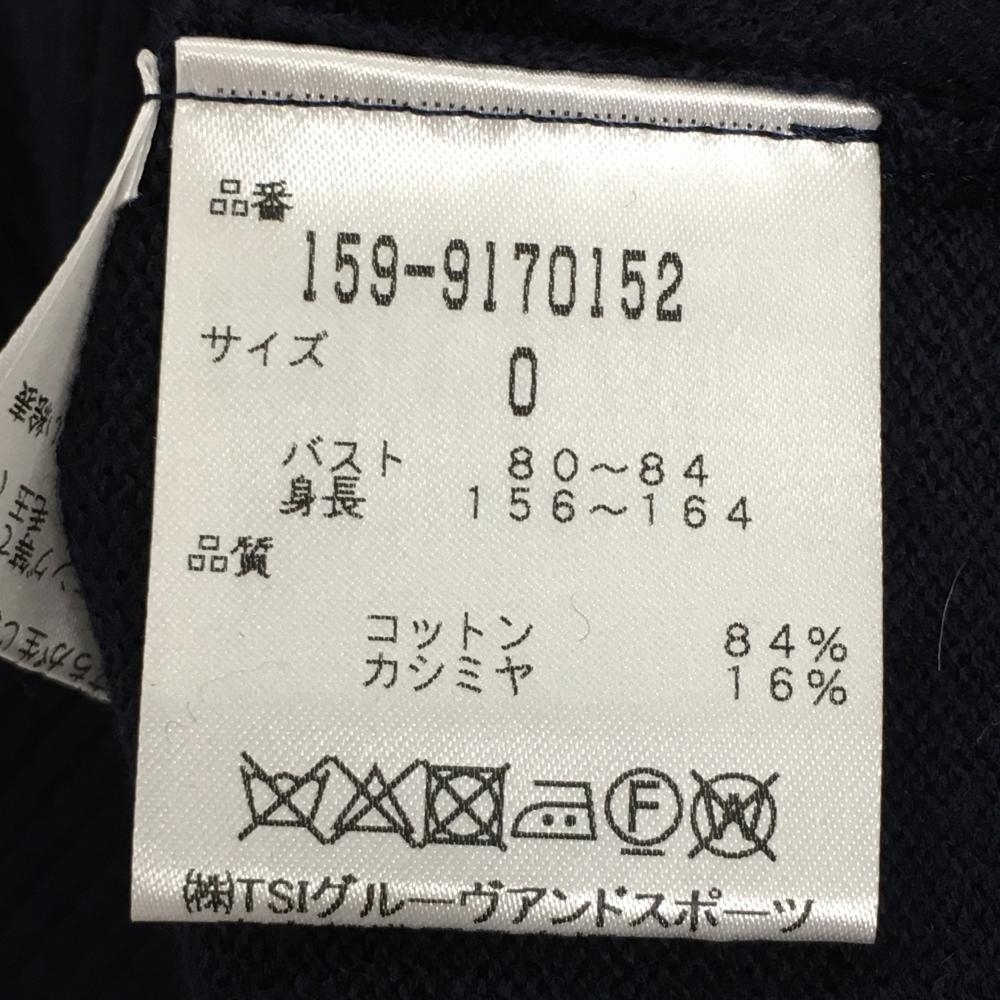 品番
159-9170152
サイズ
0
バスト 80~84
身長 156~164
品質
コットン 84%
カシミヤ 16%
F
W
(株)TSIグルーヴアンドスポーツ